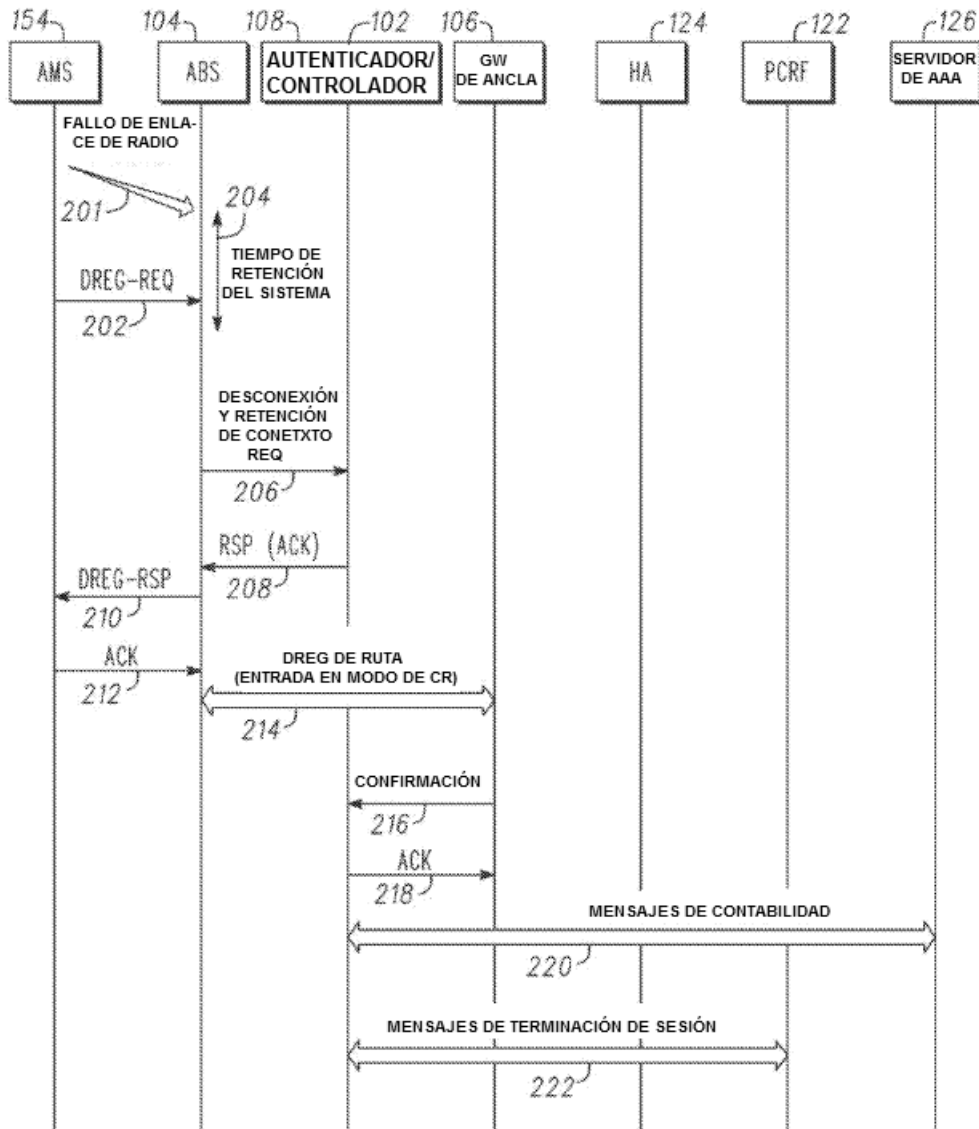 154 104 108 102 106 124 122 126
AMS
ABS
AUTENTICADOR/
CONTROLADOR
GW
DE ANCLA
HA
PCRF
SERVIDOR
DE AAA
FALLO DE ENLA-
CE DE RADIO
201
204
TIEMPO DE
RETENCIÓN
DEL SISTEMA
DREG-REQ
202
DESCONEXIÓN
Y RETENCIÓN
DE CONETXTO
REQ
206
RSP (ACK)
208
DREG-RSP
210
ACK
212
DREG DE RUTA
(ENTRADA EN MODO DE CR)
214
CONFIRMACIÓN
216
ACK
218
MENSAJES DE CONTABILIDAD
220
MENSAJES DE TERMINACIÓN DE SESIÓN
222